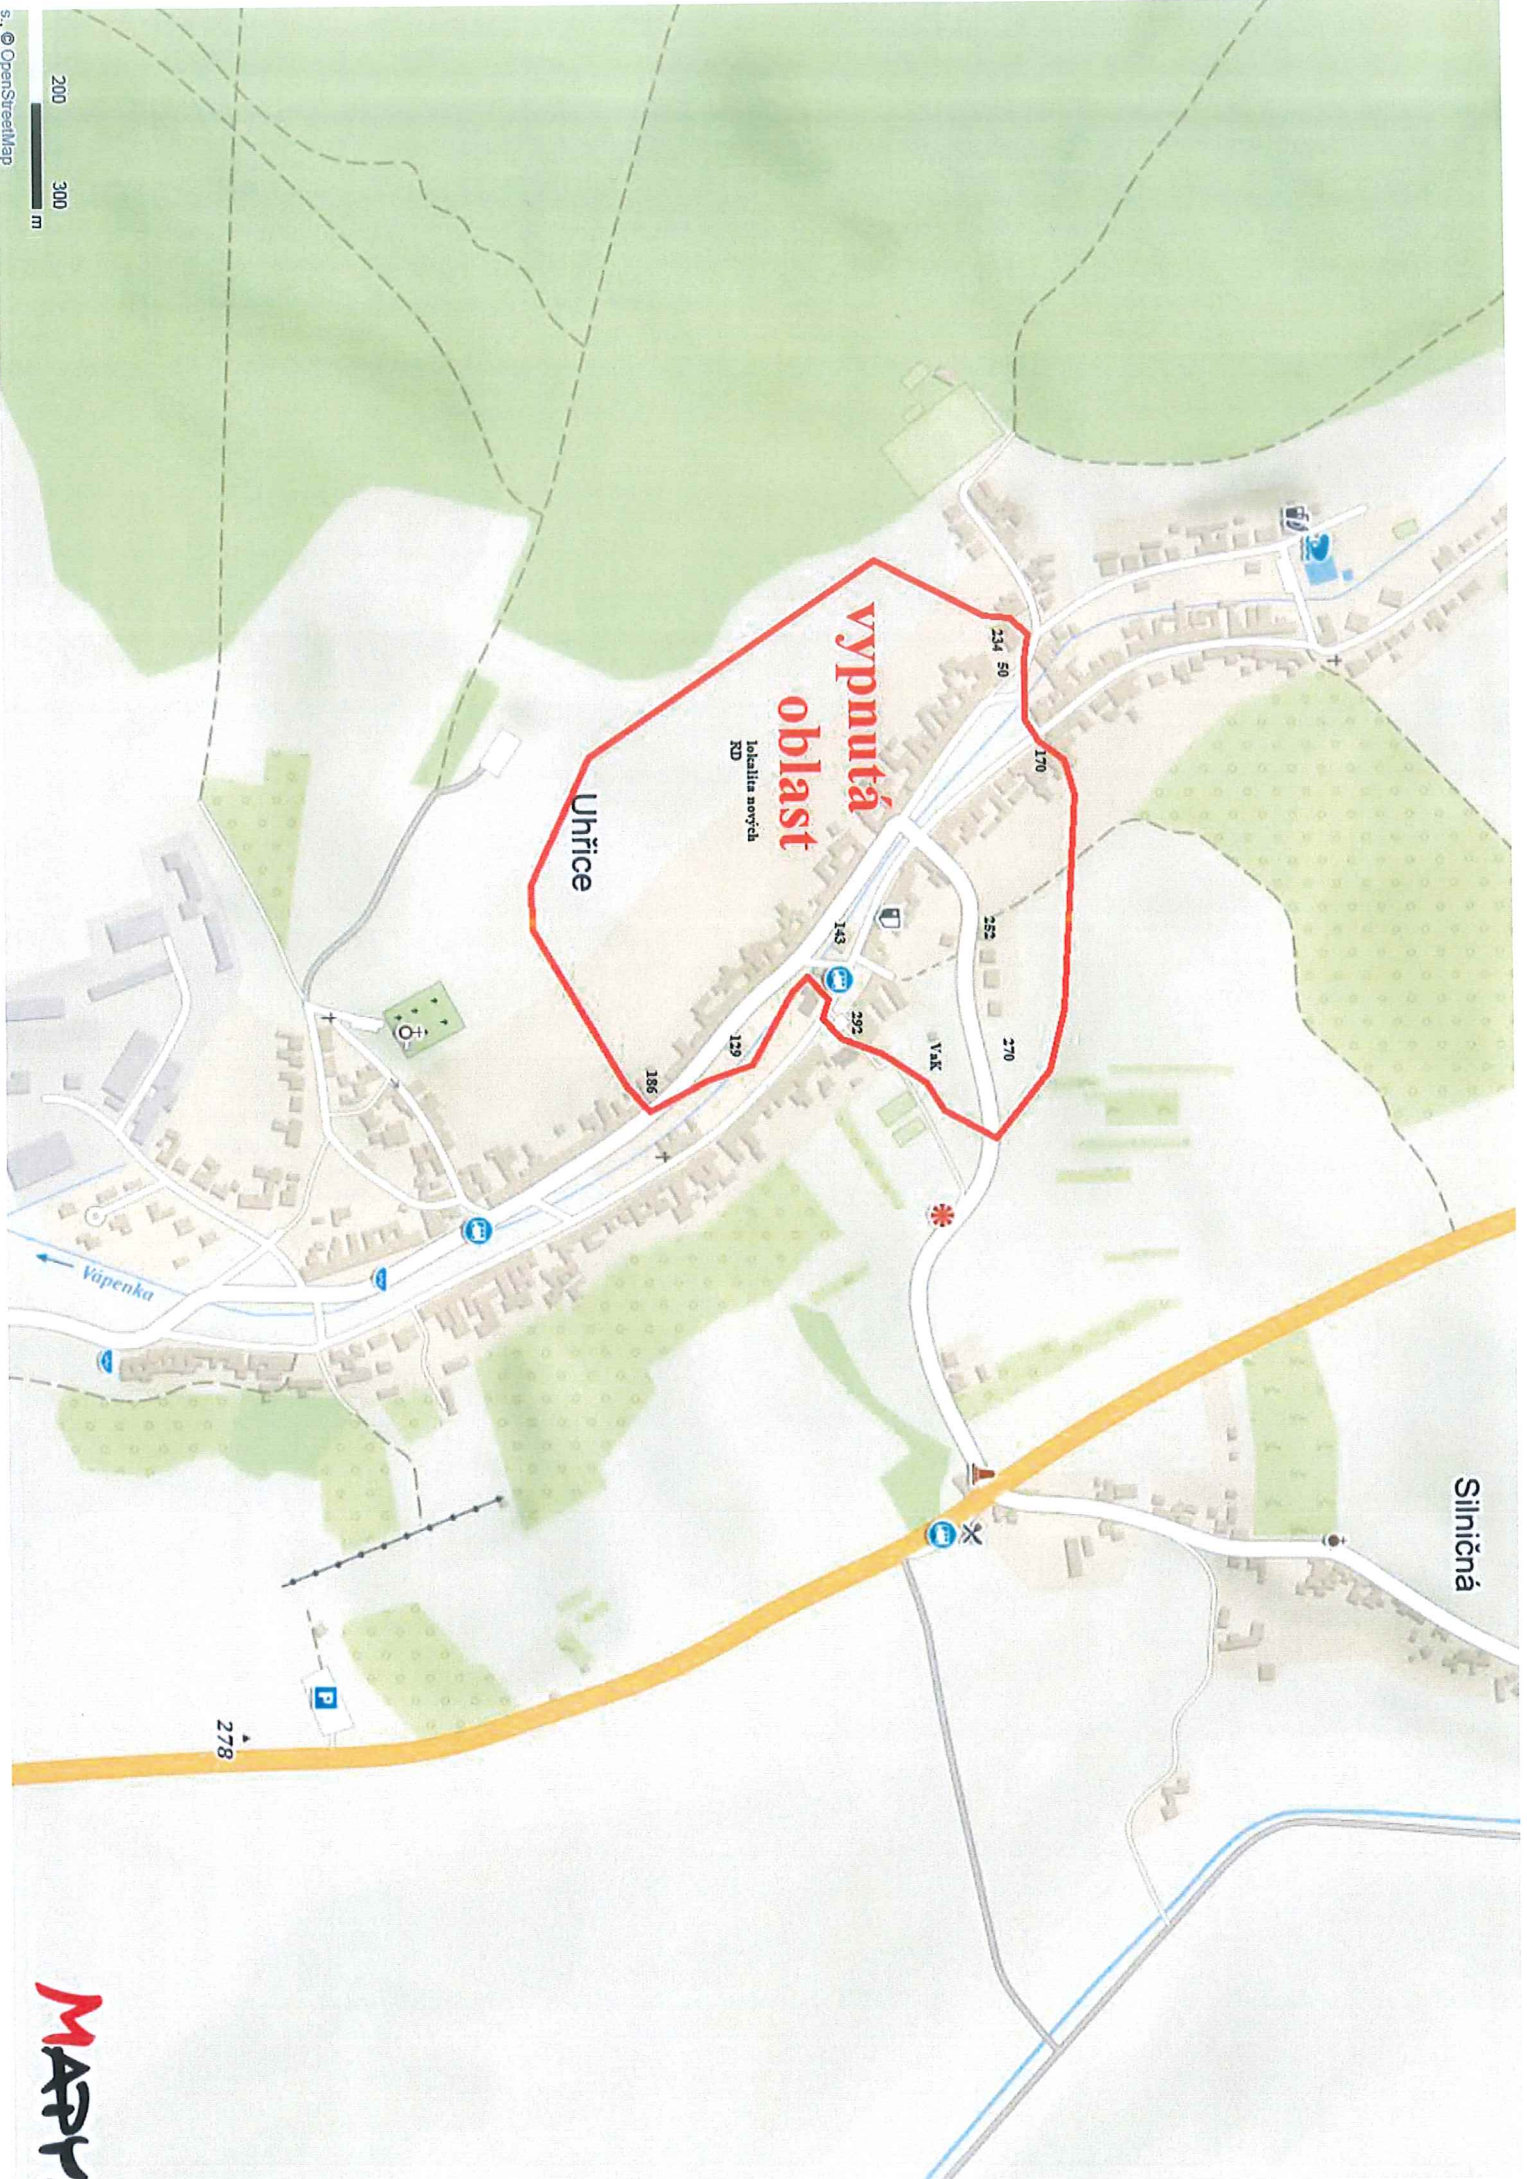 Silničná
234 50
170
vypnutá
oblast
lokalita nových
RD
Uhřice
252
143
270
292
VaK
129
186
Vápenka
278
P
200 300 m
s., © OpenStreetMap
MAPY